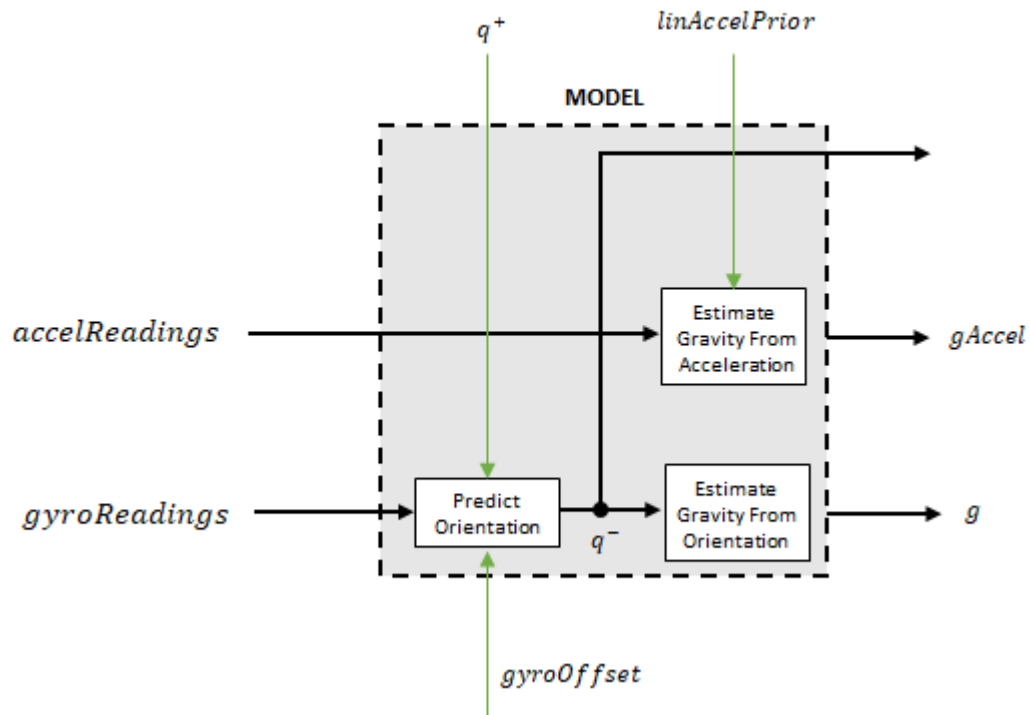 q⁺
linAccelPrior
MODEL
accelReadings
Estimate
Gravity From
Acceleration
gAccel
gyroReadings
Predict
Orientation
q⁻
Estimate
Gravity From
Orientation
g
gyroOffset